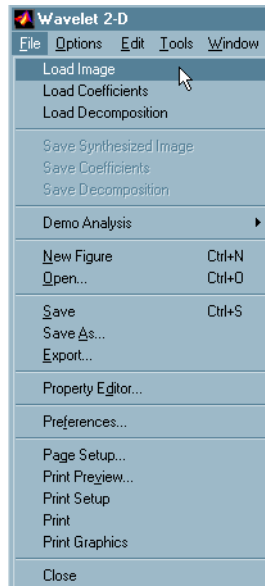 Wavelet 2-D
File Options Edit Tools Window
Load Image
Load Coefficients
Load Decomposition
Save Synthesized Image
Save Coefficients
Save Decomposition
Demo Analysis
New Figure Ctrl+N
Open... Ctrl+O
Save Ctrl+S
Save As...
Export...
Property Editor...
Preferences...
Page Setup...
Print Preview...
Print Setup
Print
Print Graphics
Close